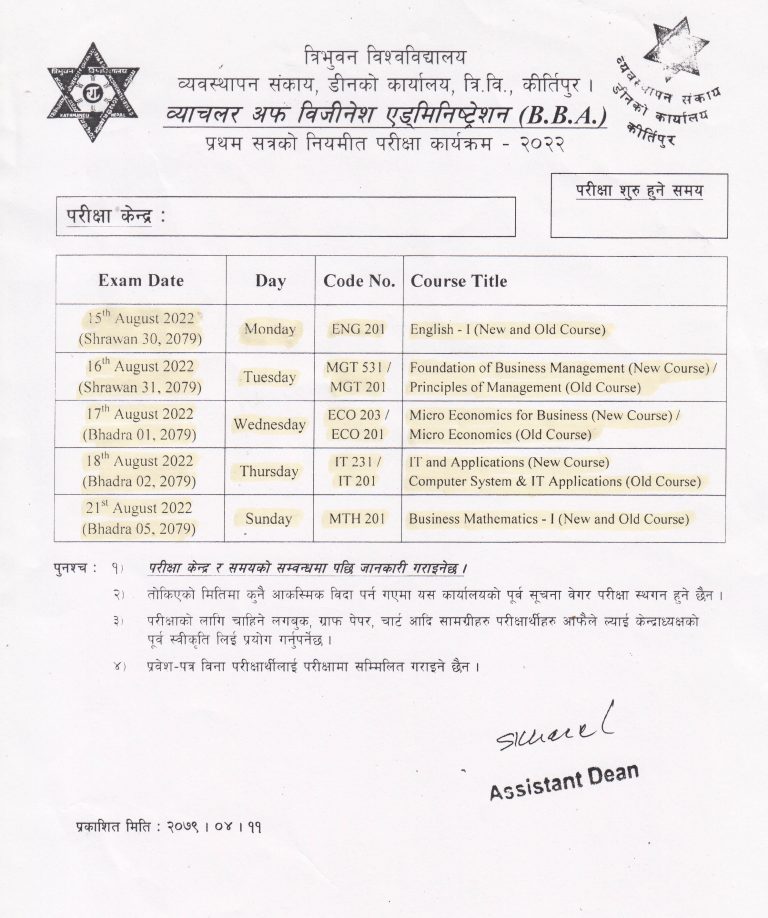 त्रिभुवन विश्वविद्यालय
व्यवस्थापन संकाय, डीनको कार्यालय, त्रि.वि., कीर्तिपुर ।
व्याचलर अफ विजीनेश एड्मिनिष्ट्रेशन (B.B.A.)
प्रथम सत्रको नियमीत परीक्षा कार्यक्रम - २०२२
त्रिभुवन विश्वविद्यालय
KATHMANDU NEPAL
व्यवस्थापन संकाय
डीनको कार्यालय
कीर्तिपुर
परीक्षा शुरु हुने समय
परीक्षा केन्द्र :
Exam Date Day Code No. Course Title
15th August 2022 (Shrawan 30, 2079) Monday ENG 201 English - I (New and Old Course)
16th August 2022 Tuesday MGT 531 / Foundation of Business Management (New Course) /
(Shrawan 31, 2079) MGT 201 Principles of Management (Old Course)
17th August 2022 Wednesday ECO 203 / Micro Economics for Business (New Course) /
(Bhadra 01, 2079) ECO 201 Micro Economics (Old Course)
18th August 2022 Thursday IT 231 / IT and Applications (New Course)
(Bhadra 02, 2079) IT 201 Computer System & IT Applications (Old Course)
21st August 2022 (Bhadra 05, 2079) Sunday MTH 201 Business Mathematics - I (New and Old Course)
पुनश्च : १) परीक्षा केन्द्र र समयको सम्वन्धमा पछि जानकारी गराइनेछ ।
२) तोकिएको मितिमा कुनै आकस्मिक विदा पर्न गएमा यस कार्यालयको पूर्व सूचना वेगर परीक्षा स्थगन हुने छैन ।
३) परीक्षाको लागि चाहिने लगबुक, ग्राफ पेपर, चार्ट आदि सामग्रीहरु परीक्षार्थीहरु आफैले ल्याई केन्द्राध्यक्षको
पूर्व स्वीकृति लिई प्रयोग गर्नुपर्नेछ ।
४) प्रवेश-पत्र विना परीक्षार्थीलाई परीक्षामा सम्मिलित गराइने छैन ।
Assistant Dean
प्रकाशित मिति : २०७९ । ०४ । ११